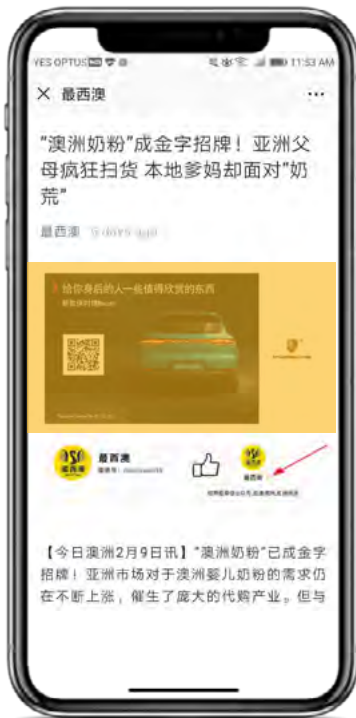 YES OPTUS
11:53 AM
最西澳
“澳洲奶粉”成金字招牌！亚洲父
母疯狂扫货 本地爹妈却面对“奶
荒”
最西澳 5 days ago
给你身后的人一些值得欣赏的东西
最西澳
最西澳
【今日澳洲2月9日讯】“澳洲奶粉”已成金字
招牌！亚洲市场对于澳洲婴儿奶粉的需求仍
在不断上涨，催生了庞大的代购产业。但与